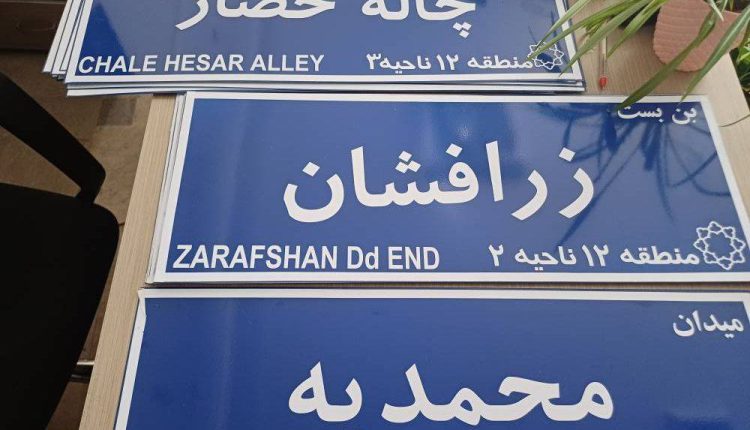 چاله حصار
CHALE HESAR ALLEY
منطقه ۱۲ ناحیه۳
بن بست
زرافشان
ZARAFSHAN Dd END
منطقه ۱۲ ناحیه ۲
میدان
محمدیه